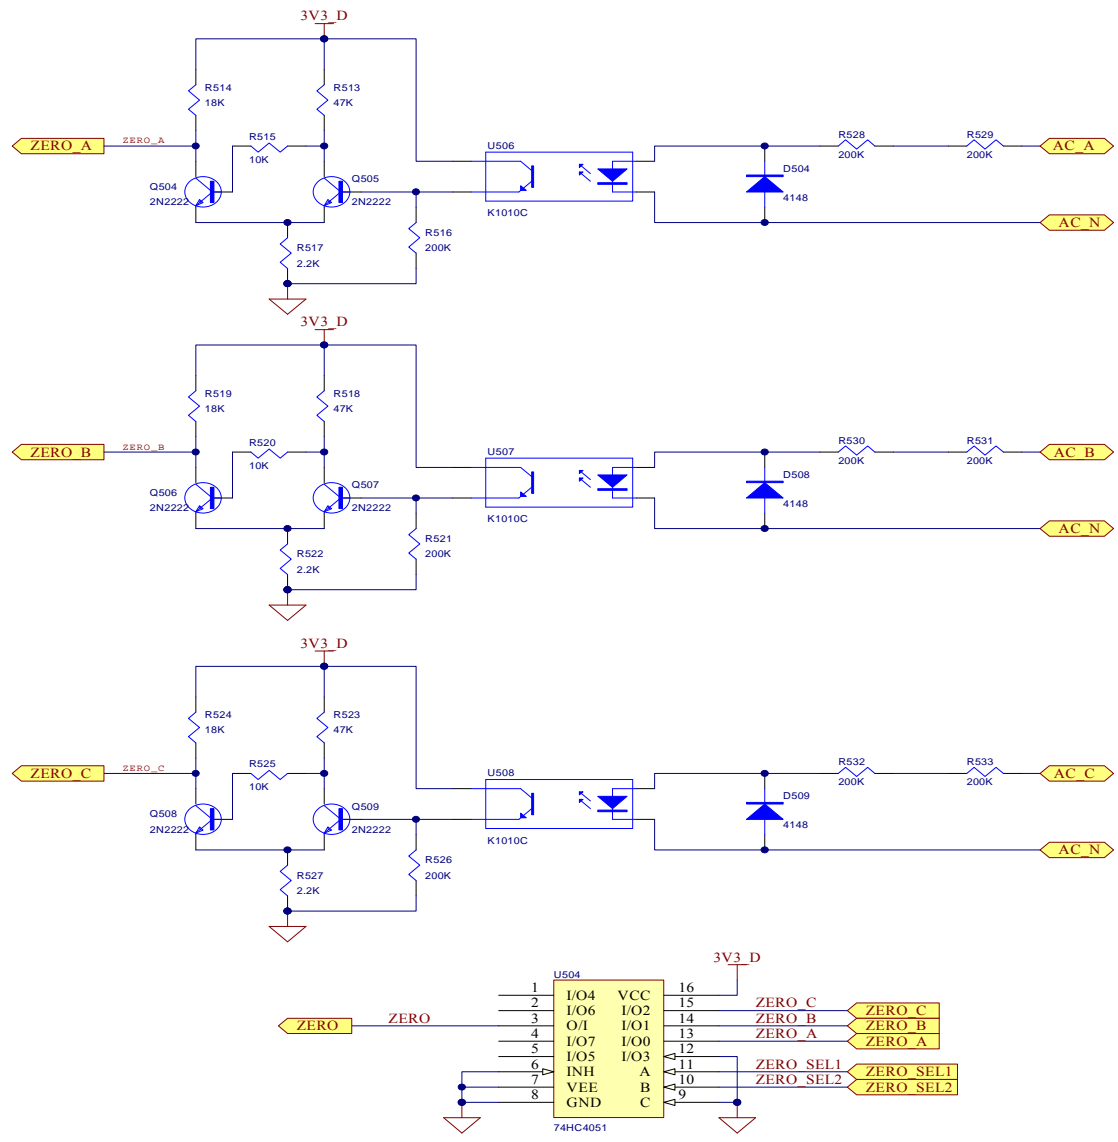 3V3_D
R514
18K
R513
47K
ZERO_A
ZERO_A
R515
10K
U506
R528
200K
R529
200K
AC_A
Q504
2N2222
Q505
2N2222
D504
4148
K1010C
R516
200K
AC_N
R517
2.2K
3V3_D
R519
18K
R518
47K
ZERO_B
ZERO_B
R520
10K
U507
R530
200K
R531
200K
AC_B
Q506
2N2222
Q507
2N2222
D508
4148
K1010C
R521
200K
AC_N
R522
2.2K
3V3_D
R524
18K
R523
47K
ZERO_C
ZERO_C
R525
10K
U508
R532
200K
R533
200K
AC_C
Q508
2N2222
Q509
2N2222
D509
4148
K1010C
R526
200K
AC_N
R527
2.2K
3V3_D
U504
1 I/O4 VCC 16
2 I/O6 I/O2 15 ZERO_C ZERO_C
ZERO ZERO 3 O/I I/O1 14 ZERO_B ZERO_B
4 I/O7 I/O0 13 ZERO_A ZERO_A
5 I/O5 I/O3 12
6 INH A 11 ZERO_SEL1 ZERO_SEL1
7 VEE B 10 ZERO_SEL2 ZERO_SEL2
8 GND C 9
74HC4051